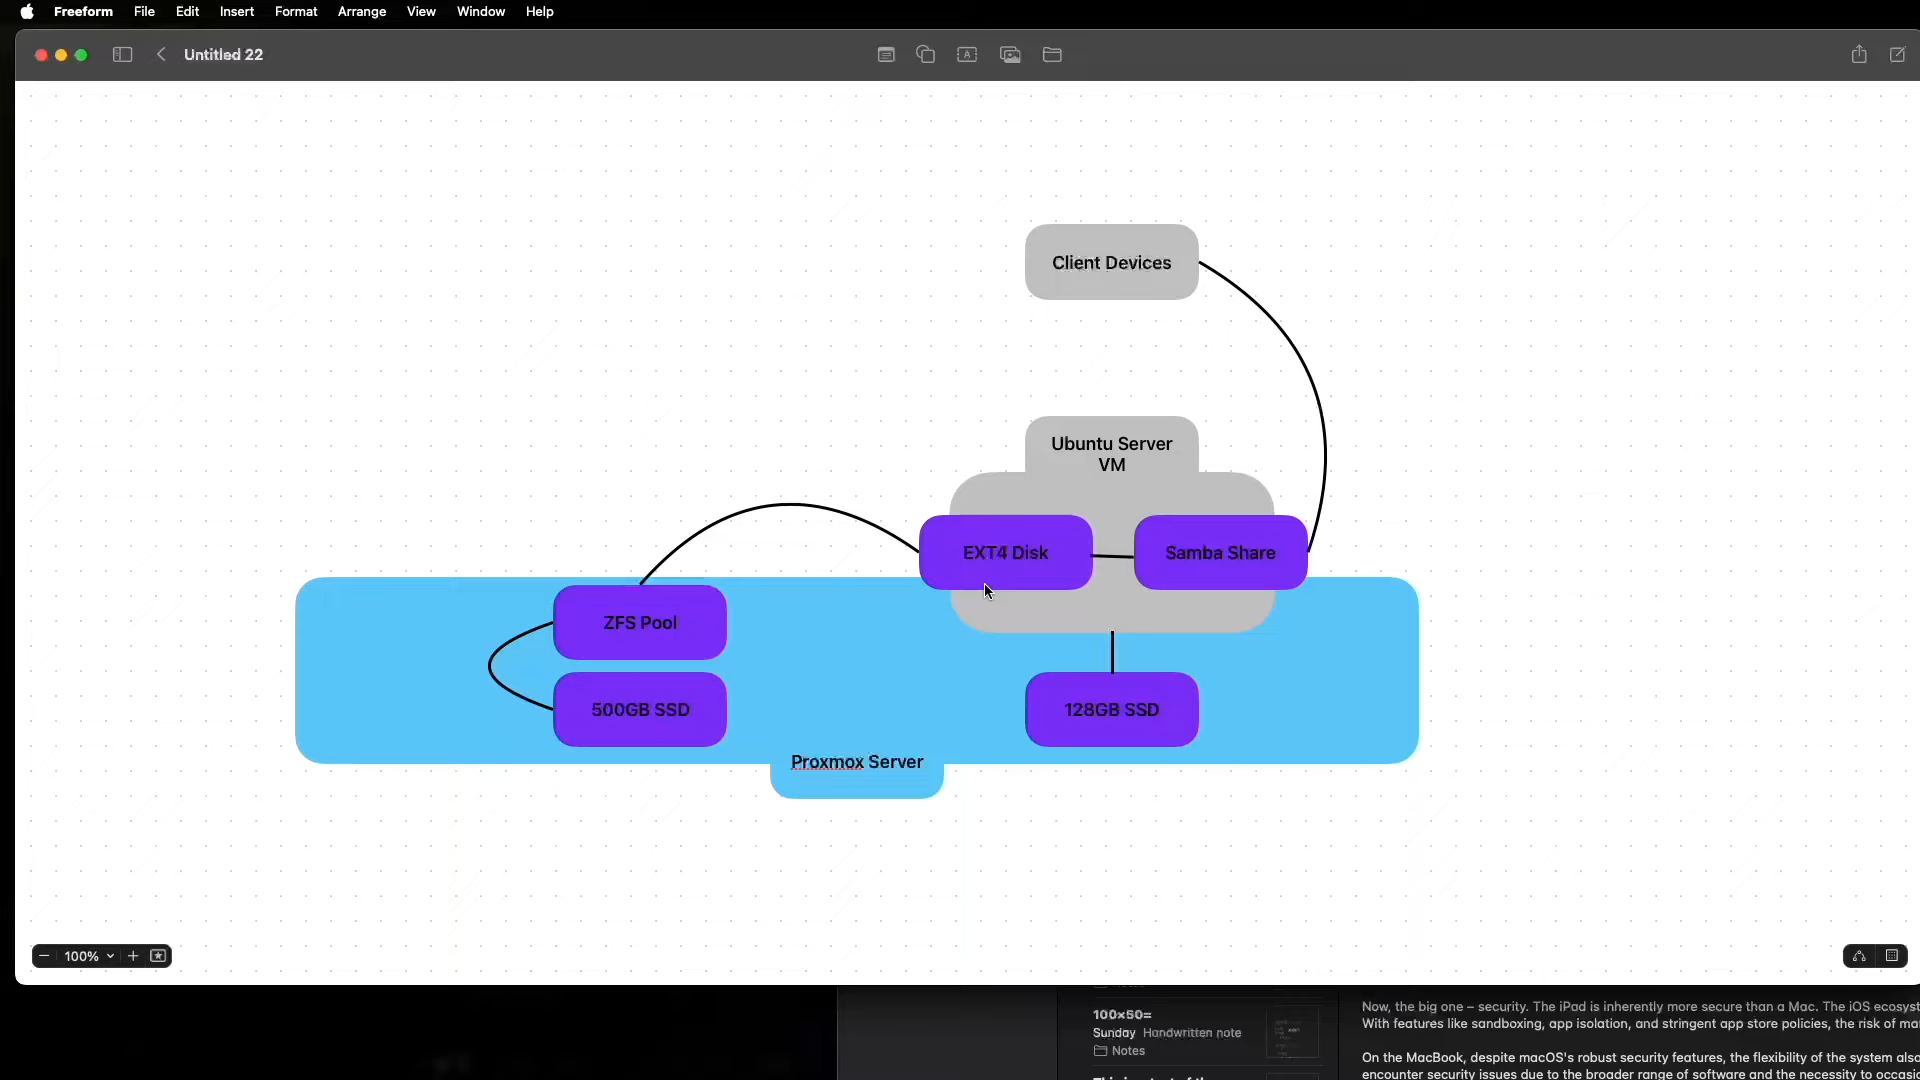 Freeform File Edit Insert Format Arrange View Window Help
Untitled 22
Client Devices
Ubuntu Server
VM
EXT4 Disk
Samba Share
ZFS Pool
500GB SSD
128GB SSD
Proxmox Server
100%
100×50=
Sunday Handwritten note
Notes
Now, the big one – security. The iPad is inherently more secure than a Mac. The iOS ecosyst
With features like sandboxing, app isolation, and stringent app store policies, the risk of ma
On the MacBook, despite macOS's robust security features, the flexibility of the system also
encounter security issues due to the broader range of software and the necessity to occasio